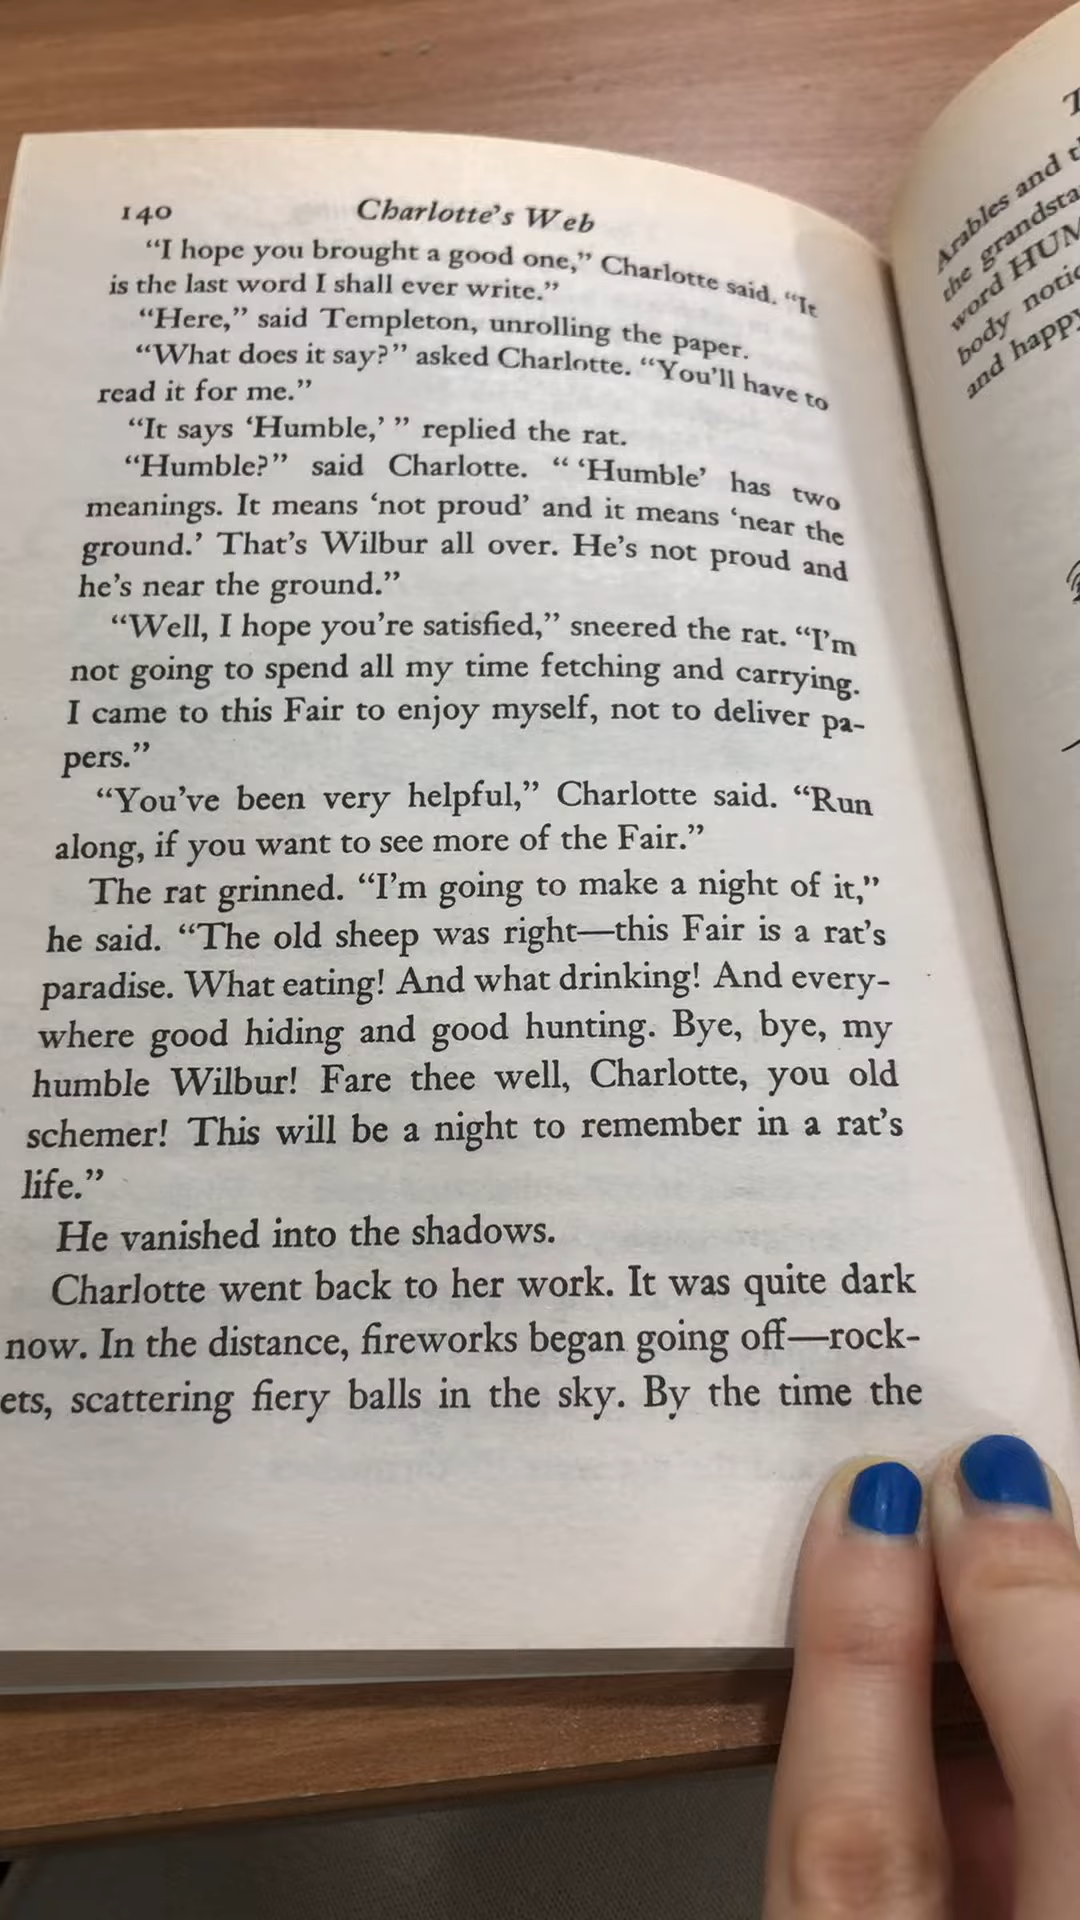 140 Charlotte's Web
“I hope you brought a good one,” Charlotte said. “It
is the last word I shall ever write.”
“Here,” said Templeton, unrolling the paper.
“What does it say?” asked Charlotte. “You'll have to
read it for me.”
“It says ‘Humble,’ ” replied the rat.
“Humble?” said Charlotte. “ ‘Humble’ has two
meanings. It means ‘not proud’ and it means ‘near the
ground.’ That's Wilbur all over. He's not proud and
he's near the ground.”
“Well, I hope you're satisfied,” sneered the rat. “I'm
not going to spend all my time fetching and carrying.
I came to this Fair to enjoy myself, not to deliver pa-
pers.”
“You've been very helpful,” Charlotte said. “Run
along, if you want to see more of the Fair.”
The rat grinned. “I'm going to make a night of it,”
he said. “The old sheep was right—this Fair is a rat's
paradise. What eating! And what drinking! And every-
where good hiding and good hunting. Bye, bye, my
humble Wilbur! Fare thee well, Charlotte, you old
schemer! This will be a night to remember in a rat's
life.”
He vanished into the shadows.
Charlotte went back to her work. It was quite dark
now. In the distance, fireworks began going off—rock-
ets, scattering fiery balls in the sky. By the time the
Arables and
the
word
body
and